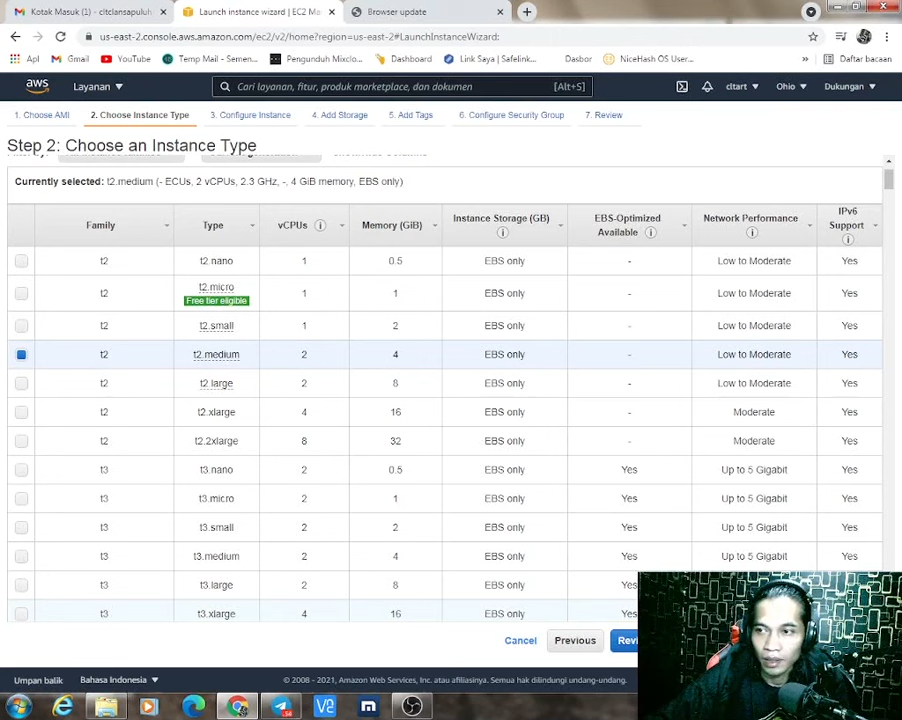 Kotak Masuk (1) - citclansapuluh
Launch instance wizard | EC2 Ma
Browser update
us-east-2.console.aws.amazon.com/ec2/v2/home?region=us-east-2#LaunchInstanceWizard:
Apl
Gmail
YouTube
Temp Mail - Semen...
Pengunduh Mixclo...
Dashboard
Link Saya | Safelink...
Dasbor
NiceHash OS User...
»
Daftar bacaan
aws
Layanan
Cari layanan, fitur, produk marketplace, dan dokumen
[Alt+S]
citart
Ohio
Dukungan
1. Choose AMI
2. Choose Instance Type
3. Configure Instance
4. Add Storage
5. Add Tags
6. Configure Security Group
7. Review
Step 2: Choose an Instance Type
Currently selected: t2.medium (- ECUs, 2 vCPUs, 2.3 GHz, -, 4 GiB memory, EBS only)
Family Type vCPUs Memory (GiB) Instance Storage (GB) EBS-Optimized Available Network Performance IPv6 Support
t2 t2.nano 1 0.5 EBS only - Low to Moderate Yes
t2 t2.micro 1 1 EBS only - Low to Moderate Yes
Free tier eligible
t2 t2.small 1 2 EBS only - Low to Moderate Yes
t2 t2.medium 2 4 EBS only - Low to Moderate Yes
t2 t2.large 2 8 EBS only - Low to Moderate Yes
t2 t2.xlarge 4 16 EBS only - Moderate Yes
t2 t2.2xlarge 8 32 EBS only - Moderate Yes
t3 t3.nano 2 0.5 EBS only Yes Up to 5 Gigabit Yes
t3 t3.micro 2 1 EBS only Yes Up to 5 Gigabit Yes
t3 t3.small 2 2 EBS only Yes Up to 5 Gigabit Yes
t3 t3.medium 2 4 EBS only Yes Up to 5 Gigabit Yes
t3 t3.large 2 8 EBS only Yes
t3 t3.xlarge 4 16 EBS only Yes
Cancel
Previous
Umpan balik
Bahasa Indonesia
© 2008 - 2021, Amazon Web Services, Inc. atau afiliasinya. Semua hak dilindungi undang-undang.